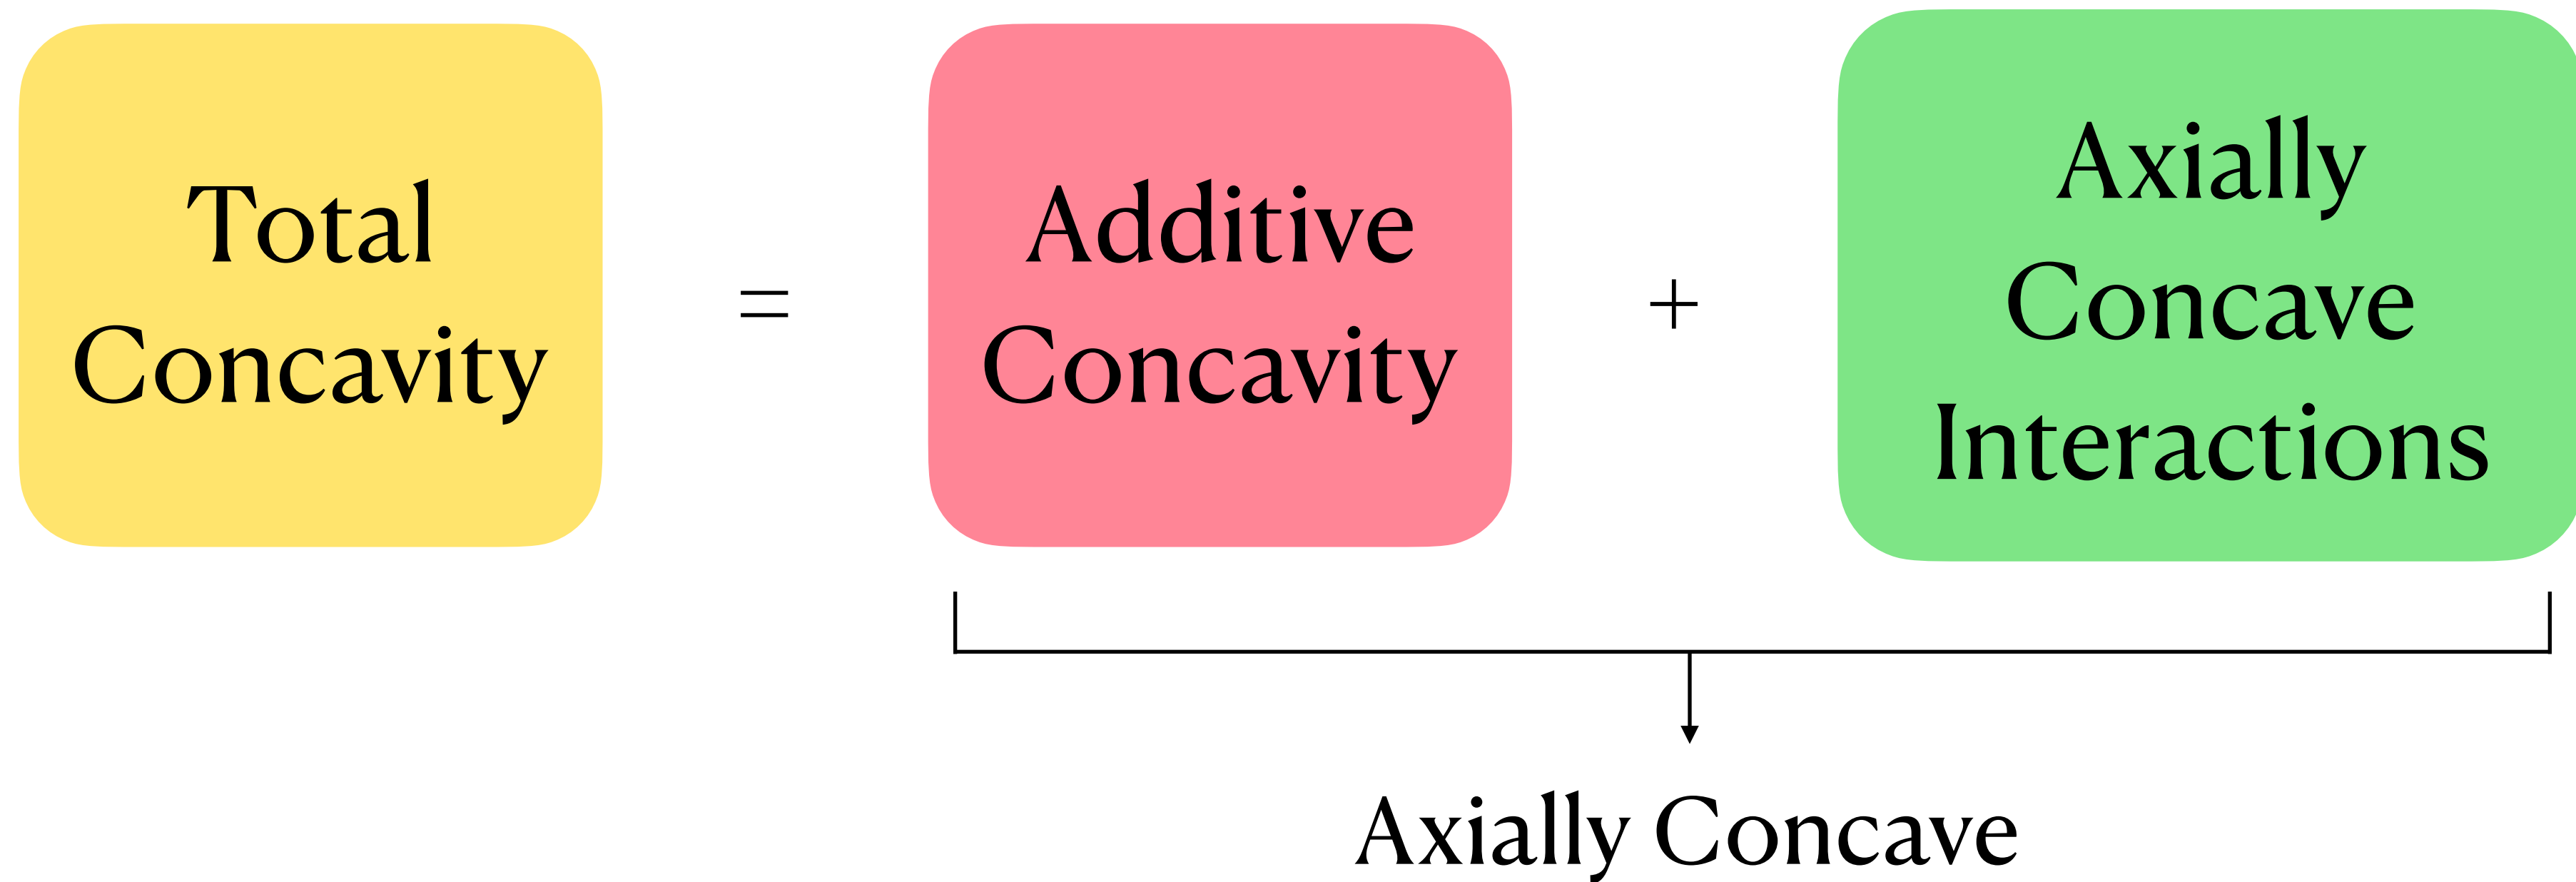 Total
Concavity
=
Additive
Concavity
+
Axially
Concave
Interactions
Axially Concave